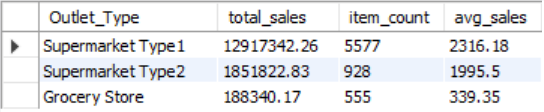 Outlet_Type total_sales item_count avg_sales
Supermarket Type1 12917342.26 5577 2316.18
Supermarket Type2 1851822.83 928 1995.5
Grocery Store 188340.17 555 339.35